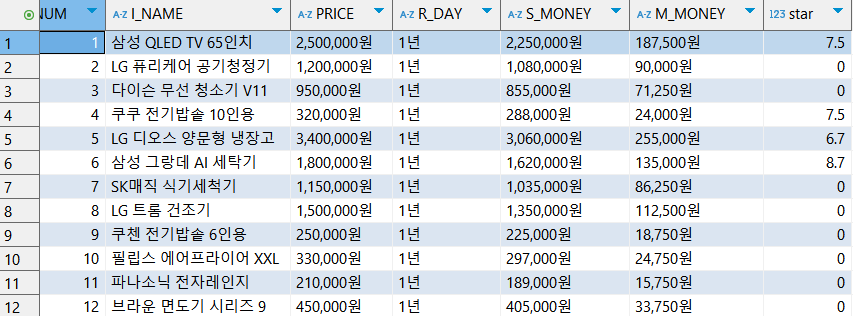 NUM A-Z I_NAME A-Z PRICE A-Z R_DAY A-Z S_MONEY A-Z M_MONEY 123 star
1 1 삼성 QLED TV 65인치 2,500,000원 1년 2,250,000원 187,500원 7.5
2 2 LG 퓨리케어 공기청정기 1,200,000원 1년 1,080,000원 90,000원 0
3 3 다이슨 무선 청소기 V11 950,000원 1년 855,000원 71,250원 0
4 4 쿠쿠 전기밥솥 10인용 320,000원 1년 288,000원 24,000원 7.5
5 5 LG 디오스 양문형 냉장고 3,400,000원 1년 3,060,000원 255,000원 6.7
6 6 삼성 그랑데 AI 세탁기 1,800,000원 1년 1,620,000원 135,000원 8.7
7 7 SK매직 식기세척기 1,150,000원 1년 1,035,000원 86,250원 0
8 8 LG 트롬 건조기 1,500,000원 1년 1,350,000원 112,500원 0
9 9 쿠첸 전기밥솥 6인용 250,000원 1년 225,000원 18,750원 0
10 10 필립스 에어프라이어 XXL 330,000원 1년 297,000원 24,750원 0
11 11 파나소닉 전자레인지 210,000원 1년 189,000원 15,750원 0
12 12 브라운 면도기 시리즈 9 450,000원 1년 405,000원 33,750원 0